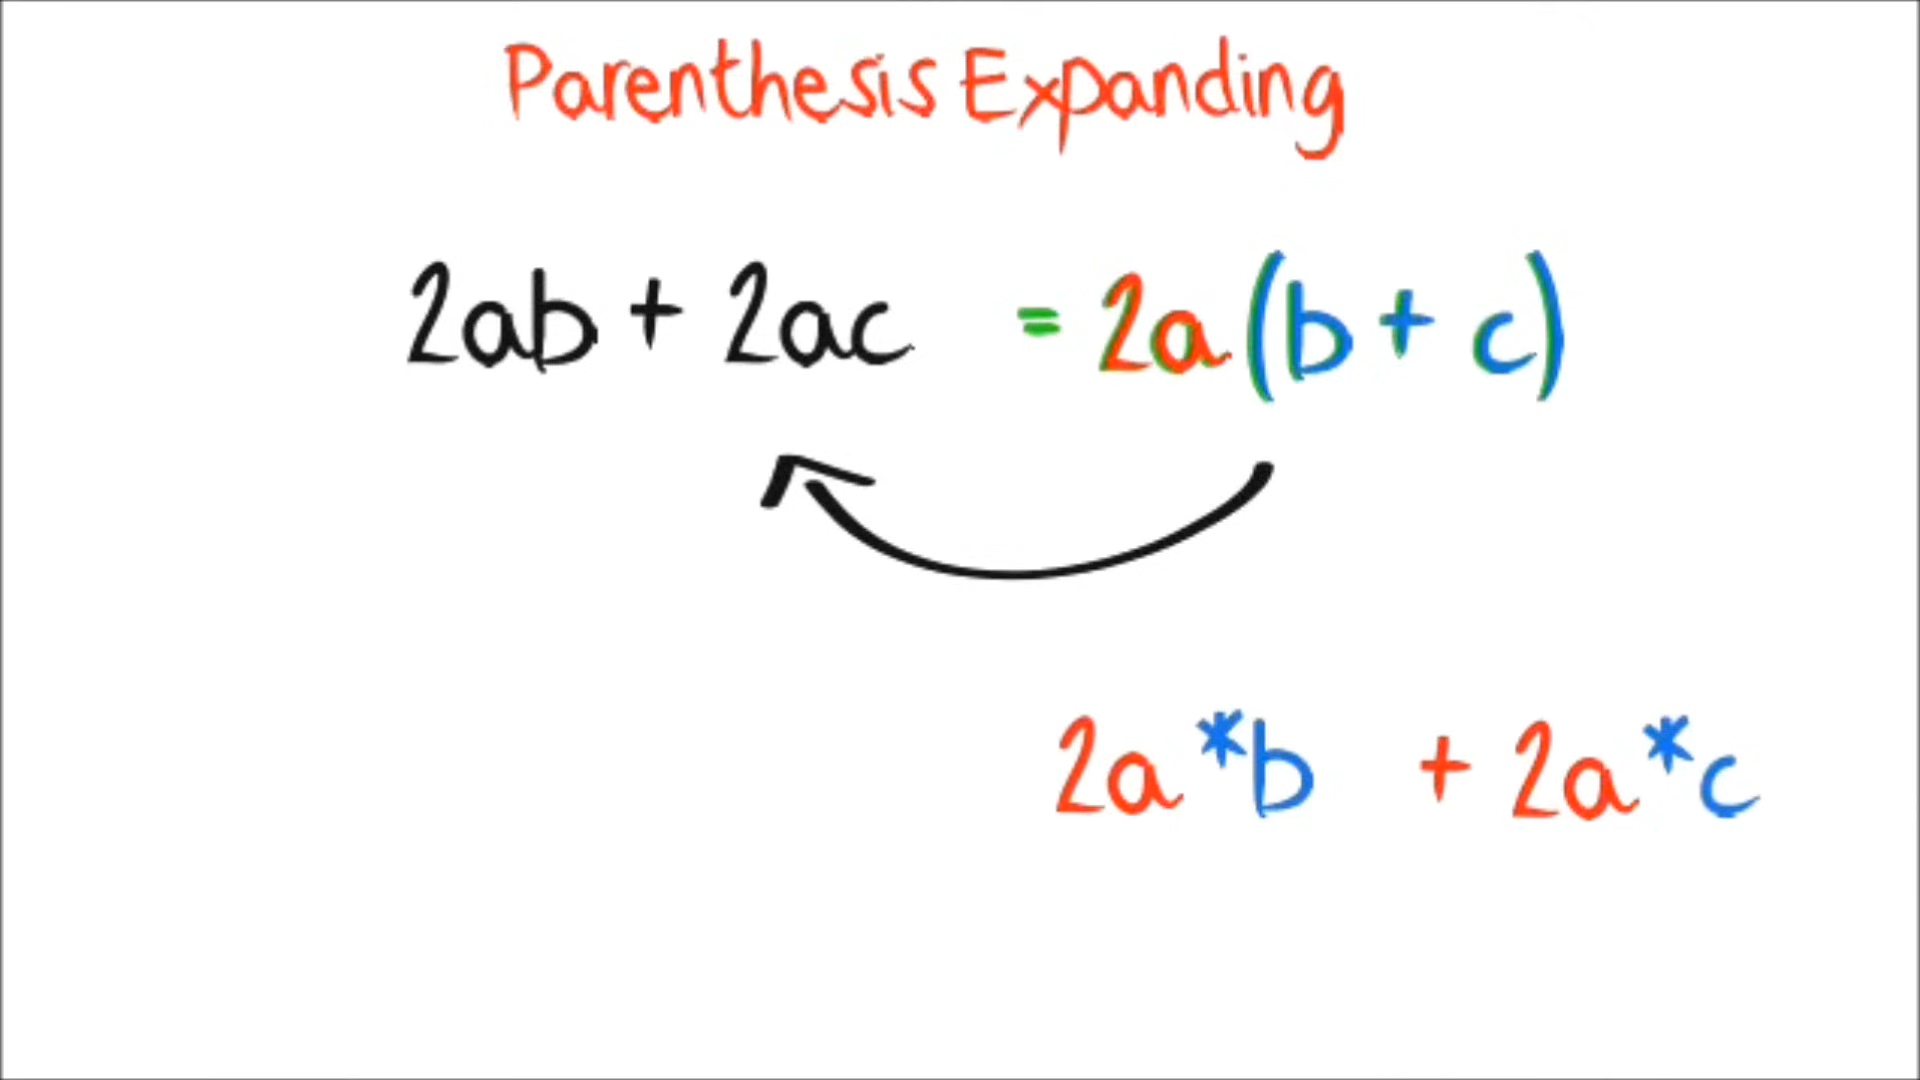 Parenthesis Expanding
2ab + 2ac = 2a(b + c)
2a*b + 2a*c